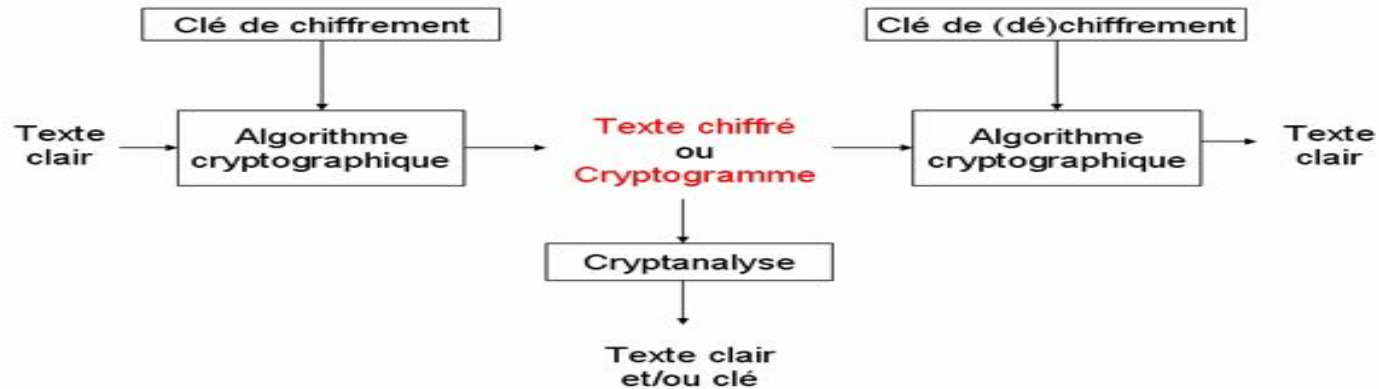 Clé de chiffrement
Clé de (dé)chiffrement
Texte
clair
Algorithme
cryptographique
Texte chiffré
ou
Cryptogramme
Algorithme
cryptographique
Texte
clair
Cryptanalyse
Texte clair
et/ou clé